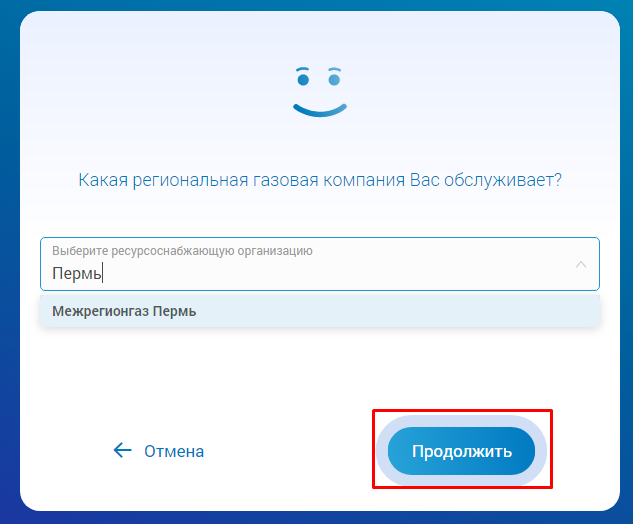 Какая региональная газовая компания Вас обслуживает?
Выберите ресурсоснабжающую организацию
Пермь
Межрегионгаз Пермь
Отмена
Продолжить